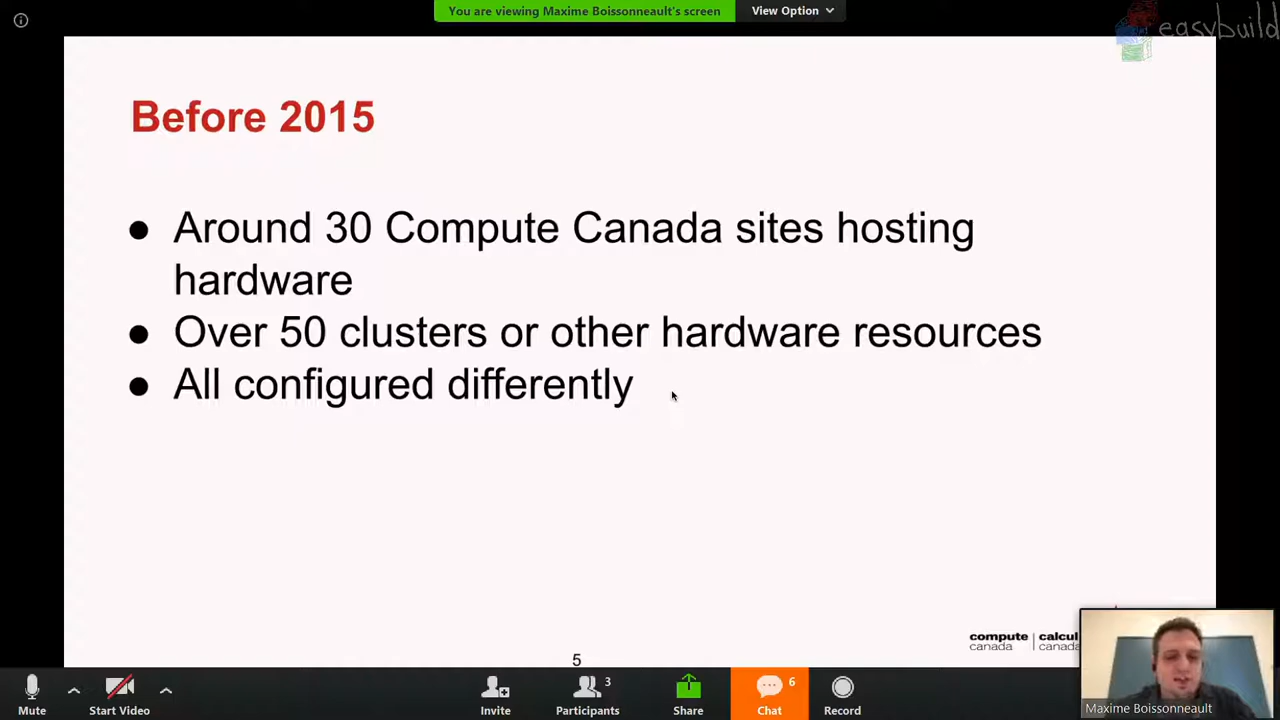 You are viewing Maxime Boissonneault's screen
View Option
easybuild
Before 2015
● Around 30 Compute Canada sites hosting
hardware
● Over 50 clusters or other hardware resources
● All configured differently
compute | calcul
canada | canada
5
Maxime Boissonneault
3
6
Mute
Start Video
Invite
Participants
Share
Chat
Record